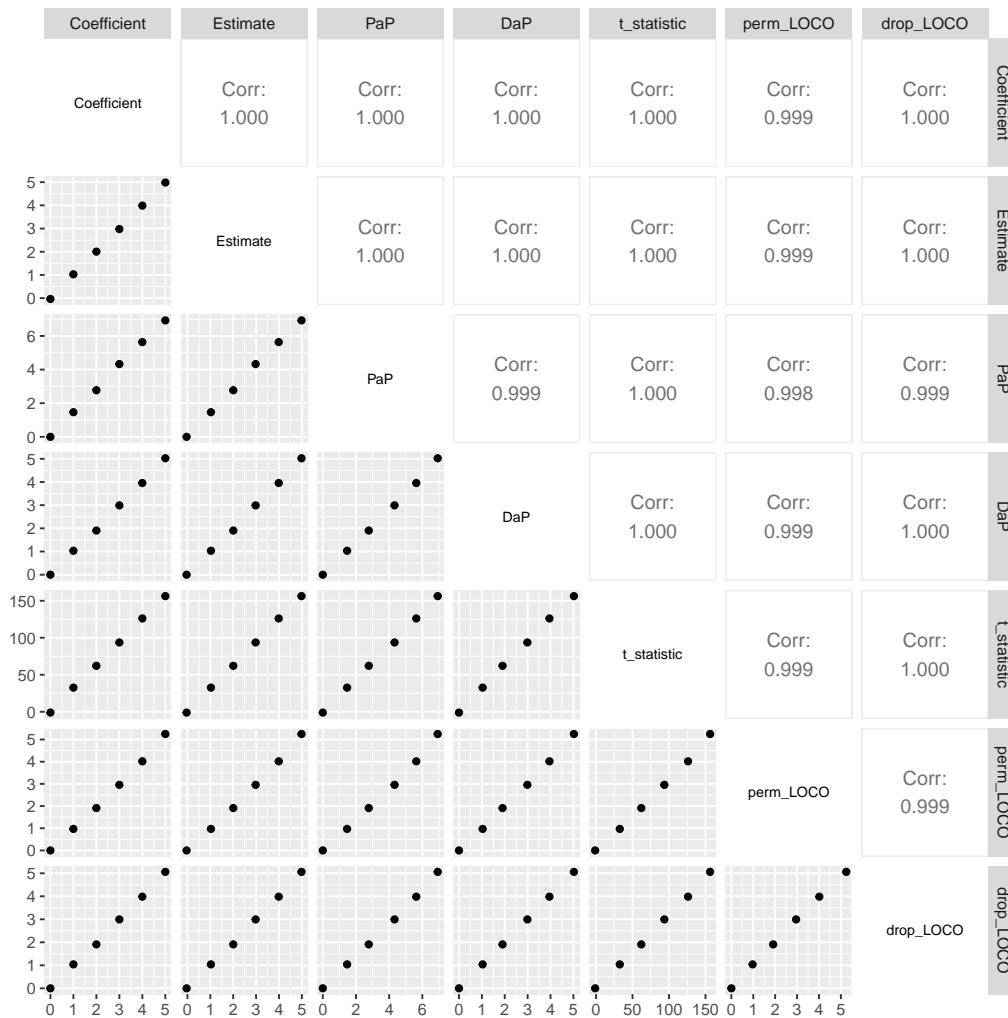 Coefficient Estimate PaP DaP t_statistic perm_LOCO drop_LOCO
Coefficient
Corr:
1.000
Corr:
1.000
Corr:
1.000
Corr:
1.000
Corr:
0.999
Corr:
1.000
Coefficient
5
4
3
2
1
0
Estimate
Corr:
1.000
Corr:
1.000
Corr:
1.000
Corr:
0.999
Corr:
1.000
Estimate
6
4
2
0
PaP
Corr:
0.999
Corr:
1.000
Corr:
0.998
Corr:
0.999
PaP
5
4
3
2
1
0
DaP
Corr:
1.000
Corr:
0.999
Corr:
1.000
DaP
150
100
50
0
t_statistic
Corr:
0.999
Corr:
1.000
t_statistic
5
4
3
2
1
0
perm_LOCO
Corr:
0.999
perm_LOCO
5
4
3
2
1
0
drop_LOCO
drop_LOCO
0 1 2 3 4 5 0 1 2 3 4 5 0 2 4 6 0 1 2 3 4 5 0 50 100 150 0 1 2 3 4 5